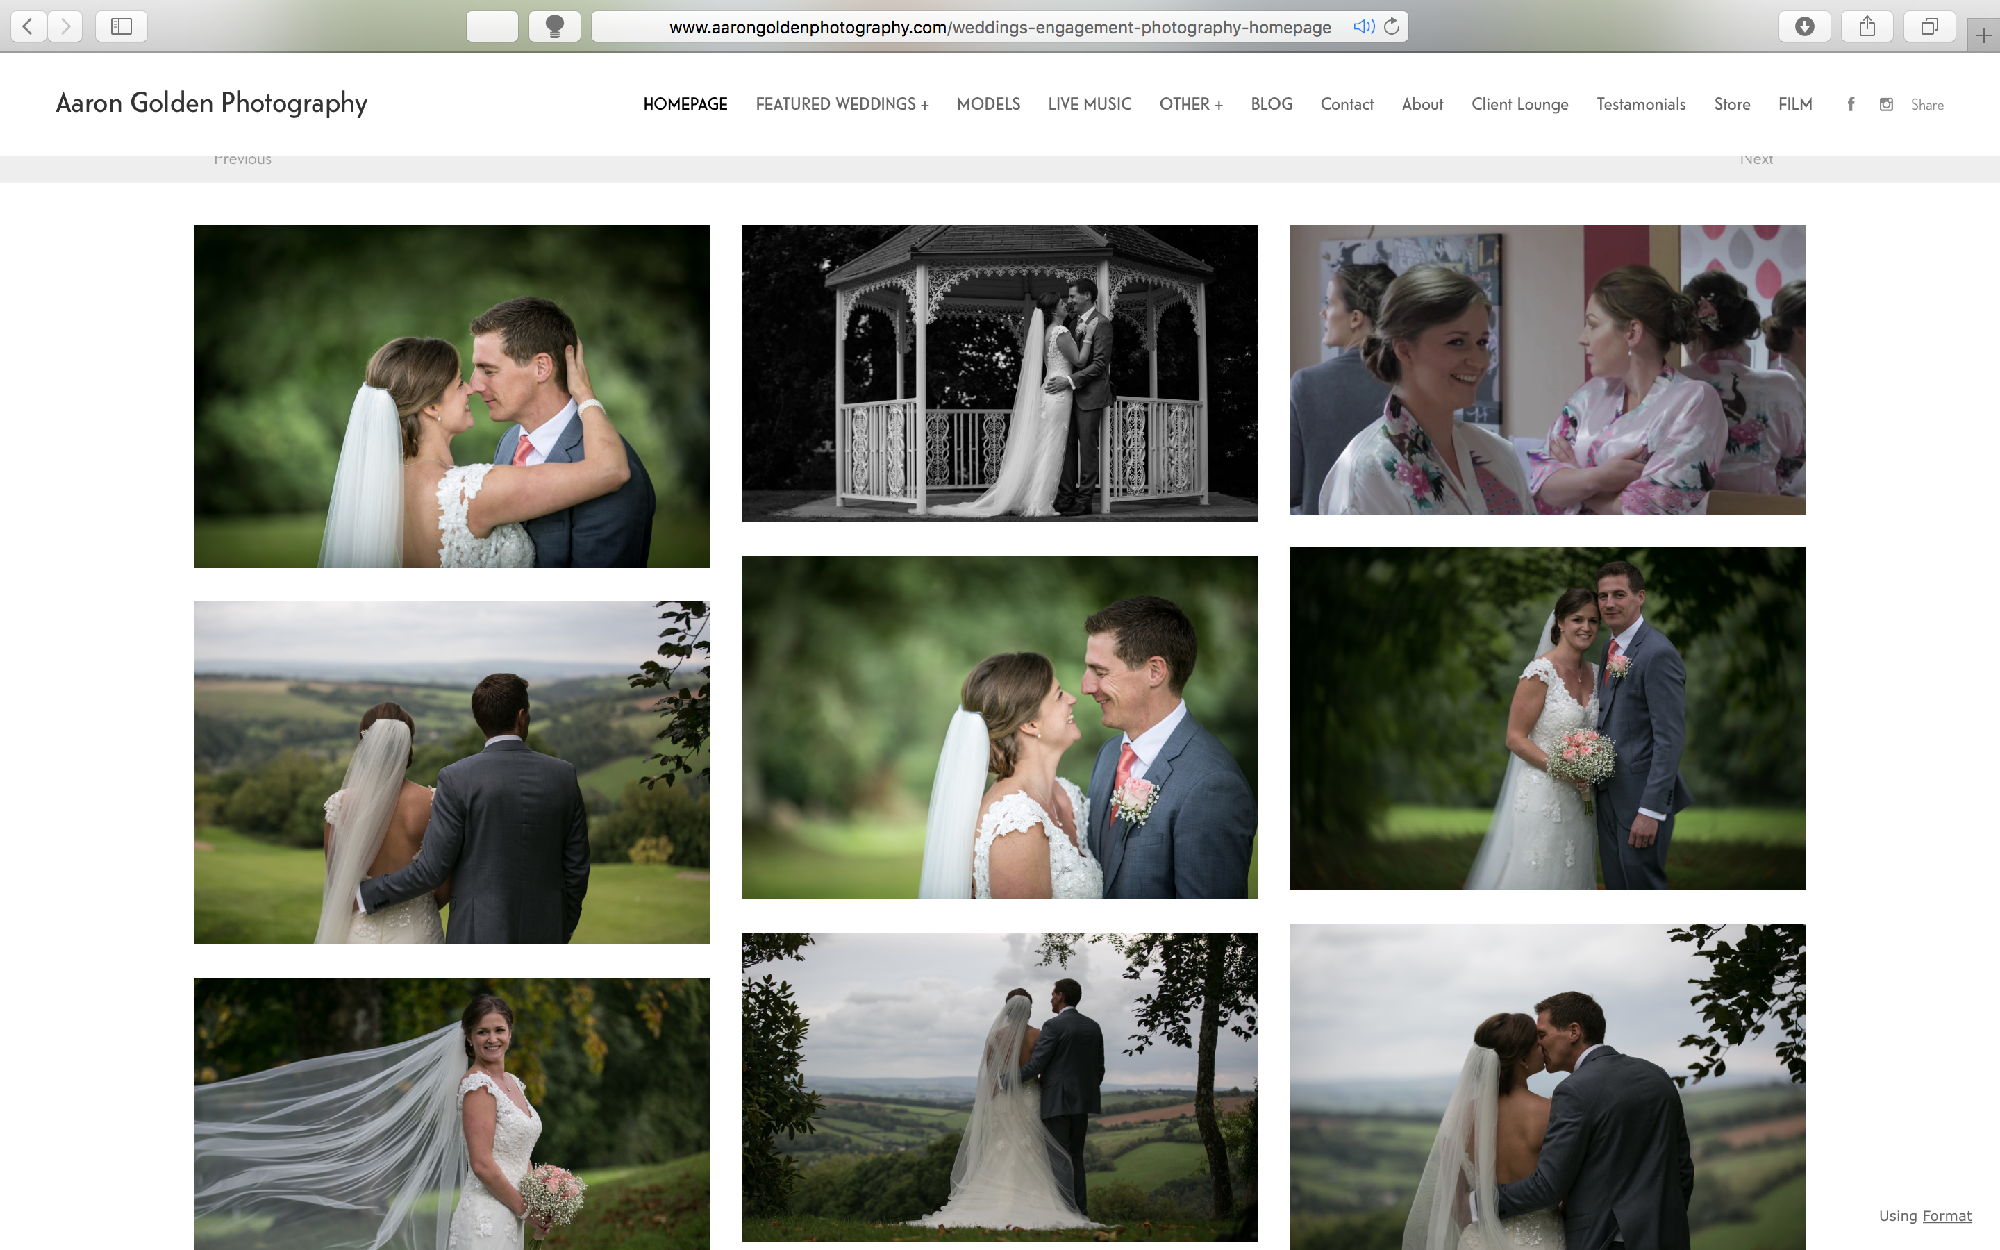 www.aarongoldenphotography.com/weddings-engagement-photography-homepage
Aaron Golden Photography
HOMEPAGE FEATURED WEDDINGS + MODELS LIVE MUSIC OTHER + BLOG Contact About Client Lounge Testamonials Store FILM Share
Previous Next
Using Format